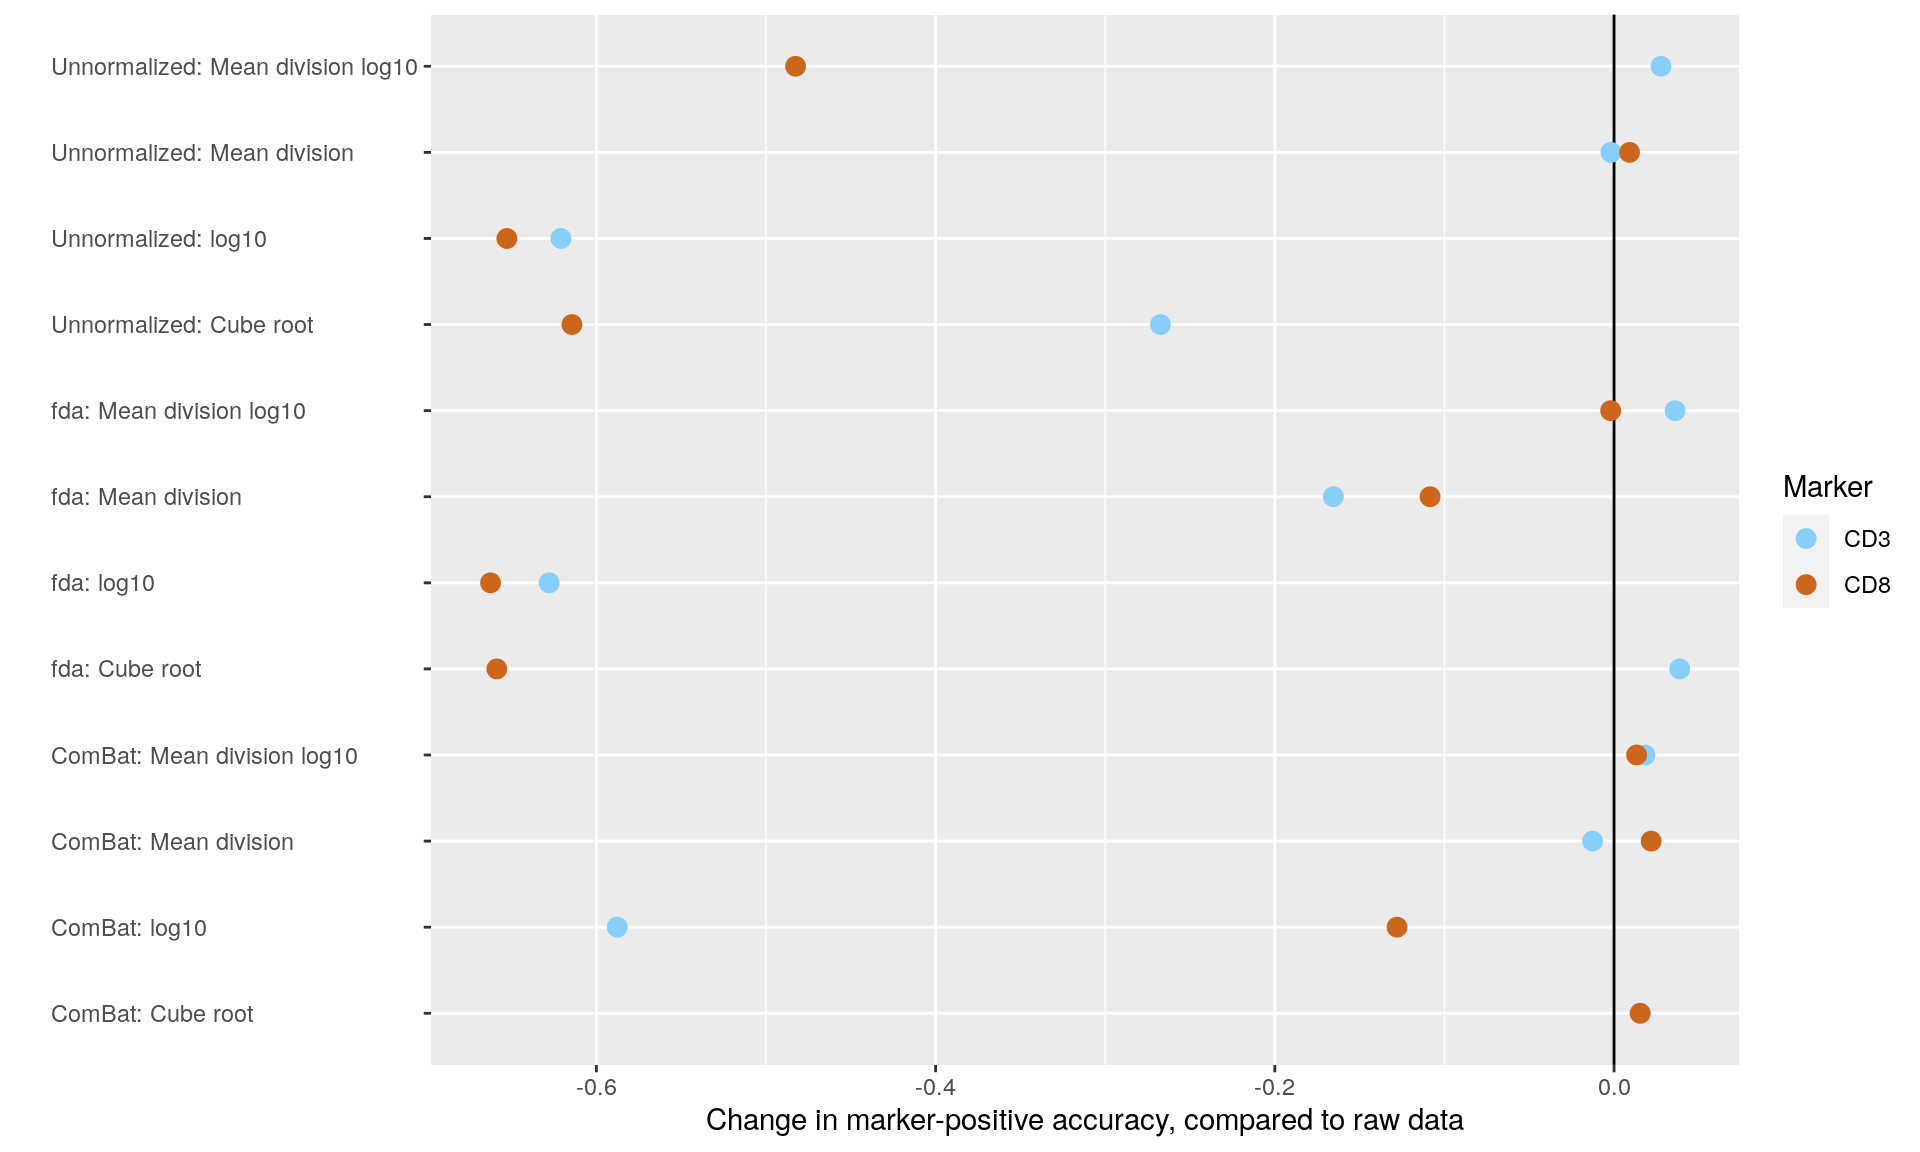 Unnormalized: Mean division log10
Unnormalized: Mean division
Unnormalized: log10
Unnormalized: Cube root
fda: Mean division log10
fda: Mean division
fda: log10
fda: Cube root
ComBat: Mean division log10
ComBat: Mean division
ComBat: log10
ComBat: Cube root
-0.6 -0.4 -0.2 0.0
Change in marker-positive accuracy, compared to raw data
Marker
CD3
CD8